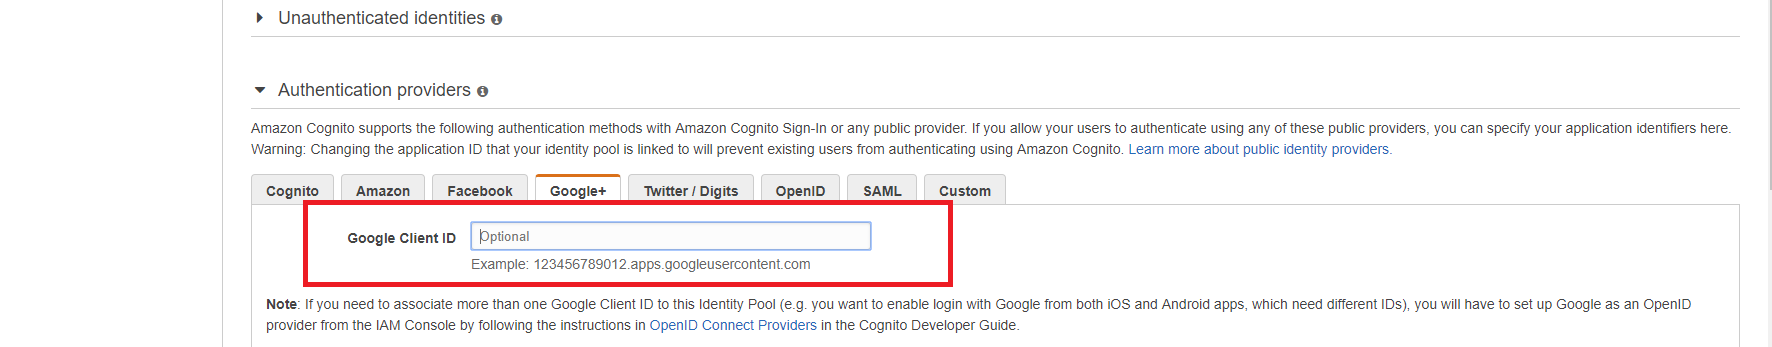 Unauthenticated identities
Authentication providers
Amazon Cognito supports the following authentication methods with Amazon Cognito Sign-In or any public provider. If you allow your users to authenticate using any of these public providers, you can specify your application identifiers here.
Warning: Changing the application ID that your identity pool is linked to will prevent existing users from authenticating using Amazon Cognito. Learn more about public identity providers.
Cognito Amazon Facebook Google+ Twitter / Digits OpenID SAML Custom
Google Client ID Optional
Example: 123456789012.apps.googleusercontent.com
Note: If you need to associate more than one Google Client ID to this Identity Pool (e.g. you want to enable login with Google from both iOS and Android apps, which need different IDs), you will have to set up Google as an OpenID
provider from the IAM Console by following the instructions in OpenID Connect Providers in the Cognito Developer Guide.